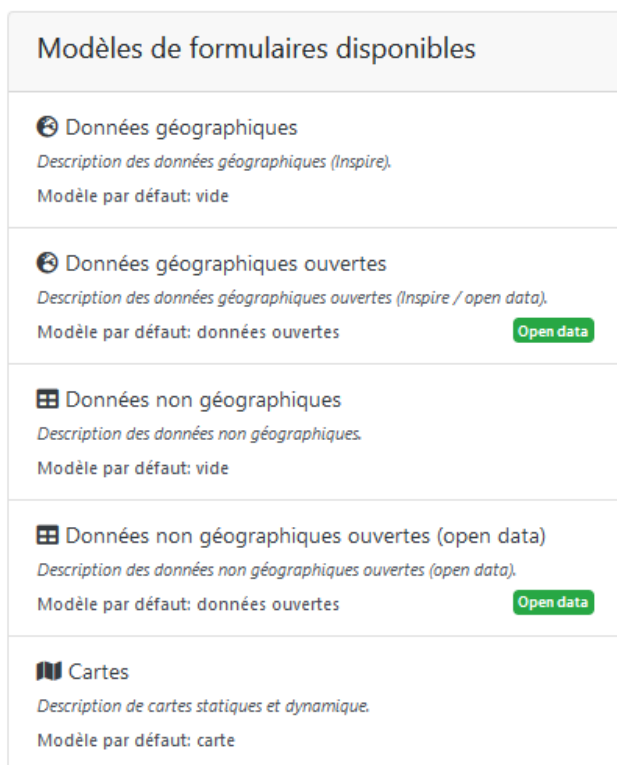 Modèles de formulaires disponibles
Données géographiques
Description des données géographiques (Inspire).
Modèle par défaut: vide
Données géographiques ouvertes
Description des données géographiques ouvertes (Inspire / open data).
Modèle par défaut: données ouvertes
Open data
Données non géographiques
Description des données non géographiques.
Modèle par défaut: vide
Données non géographiques ouvertes (open data)
Description des données non géographiques ouvertes (open data).
Modèle par défaut: données ouvertes
Open data
Cartes
Description de cartes statiques et dynamique.
Modèle par défaut: carte